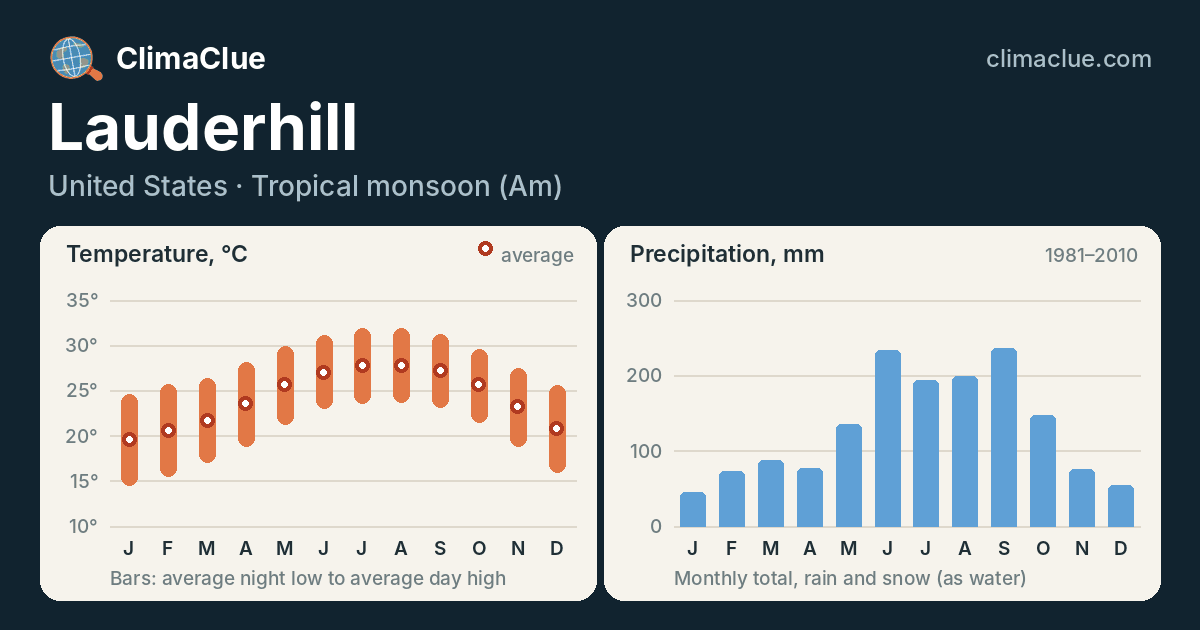 ClimaClue
climaclue.com
Lauderhill
United States · Tropical monsoon (Am)
Temperature, °C
average
35°
30°
25°
20°
15°
10°
J F M A M J J A S O N D
Bars: average night low to average day high
Precipitation, mm
1981–2010
300
200
100
0
J F M A M J J A S O N D
Monthly total, rain and snow (as water)